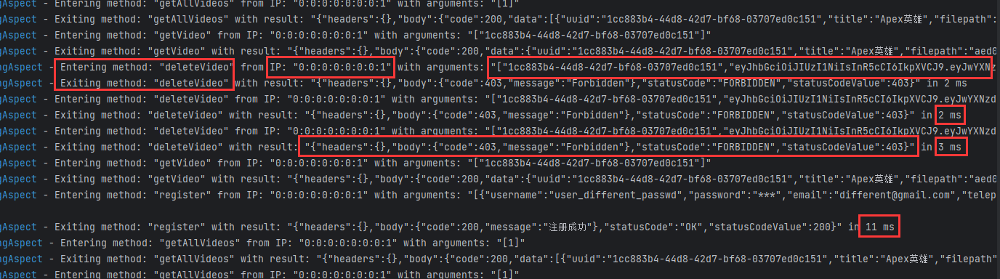 ngAspect - Entering method: "getAllVideos" from IP: "0:0:0:0:0:0:0:1" with arguments: "[1]"
ngAspect - Exiting method: "getAllVideos" with result: "{"headers":{},"body":{"code":200,"data":[{"uuid":"1cc883b4-44d8-42d7-bf68-03707ed0c151","title":"Apex英雄","filepath":"
ngAspect - Entering method: "getVideo" from IP: "0:0:0:0:0:0:0:1" with arguments: "["1cc883b4-44d8-42d7-bf68-03707ed0c151"]"
ngAspect - Exiting method: "getVideo" with result: "{"headers":{},"body":{"code":200,"data":{"uuid":"1cc883b4-44d8-42d7-bf68-03707ed0c151","title":"Apex英雄","filepath":"aed0
ngAspect - Entering method: "deleteVideo" from IP: "0:0:0:0:0:0:0:1" with arguments: "["1cc883b4-44d8-42d7-bf68-03707ed0c151","eyJhbGciOiJIUzI1NiIsInR5cCI6IkpXVCJ9.eyJwYXNz
ngAspect - Exiting method: "deleteVideo" with result: "{"headers":{},"body":{"code":403,"message":"Forbidden"},"statusCode":"FORBIDDEN","statusCodeValue":403}" in 2 ms
ngAspect - Entering method: "deleteVideo" from IP: "0:0:0:0:0:0:0:1" with arguments: "["1cc883b4-44d8-42d7-bf68-03707ed0c151","eyJhbGciOiJIUzI1NiIsInR5cCI6IkpXVCJ9.eyJwYXNzd
ngAspect - Exiting method: "deleteVideo" with result: "{"headers":{},"body":{"code":403,"message":"Forbidden"},"statusCode":"FORBIDDEN","statusCodeValue":403}" in 2 ms
ngAspect - Entering method: "deleteVideo" from IP: "0:0:0:0:0:0:0:1" with arguments: "["1cc883b4-44d8-42d7-bf68-03707ed0c151","eyJhbGciOiJIUzI1NiIsInR5cCI6IkpXVCJ9.eyJwYXNzd
ngAspect - Exiting method: "deleteVideo" with result: "{"headers":{},"body":{"code":403,"message":"Forbidden"},"statusCode":"FORBIDDEN","statusCodeValue":403}" in 3 ms
ngAspect - Entering method: "getVideo" from IP: "0:0:0:0:0:0:0:1" with arguments: "["1cc883b4-44d8-42d7-bf68-03707ed0c151"]"
ngAspect - Exiting method: "getVideo" with result: "{"headers":{},"body":{"code":200,"data":{"uuid":"1cc883b4-44d8-42d7-bf68-03707ed0c151","title":"Apex英雄","filepath":"aed0
ngAspect - Entering method: "register" from IP: "0:0:0:0:0:0:0:1" with arguments: "[{"username":"user_different_passwd","password":"***","email":"different@gmail.com","telep
ngAspect - Exiting method: "register" with result: "{"headers":{},"body":{"code":200,"message":"注册成功"},"statusCode":"OK","statusCodeValue":200}" in 11 ms
ngAspect - Entering method: "getAllVideos" from IP: "0:0:0:0:0:0:0:1" with arguments: "[1]"
ngAspect - Exiting method: "getAllVideos" with result: "{"headers":{},"body":{"code":200,"data":[{"uuid":"1cc883b4-44d8-42d7-bf68-03707ed0c151","title":"Apex英雄","filepath":"
ngAspect - Entering method: "getAllVideos" from IP: "0:0:0:0:0:0:0:1" with arguments: "[1]"